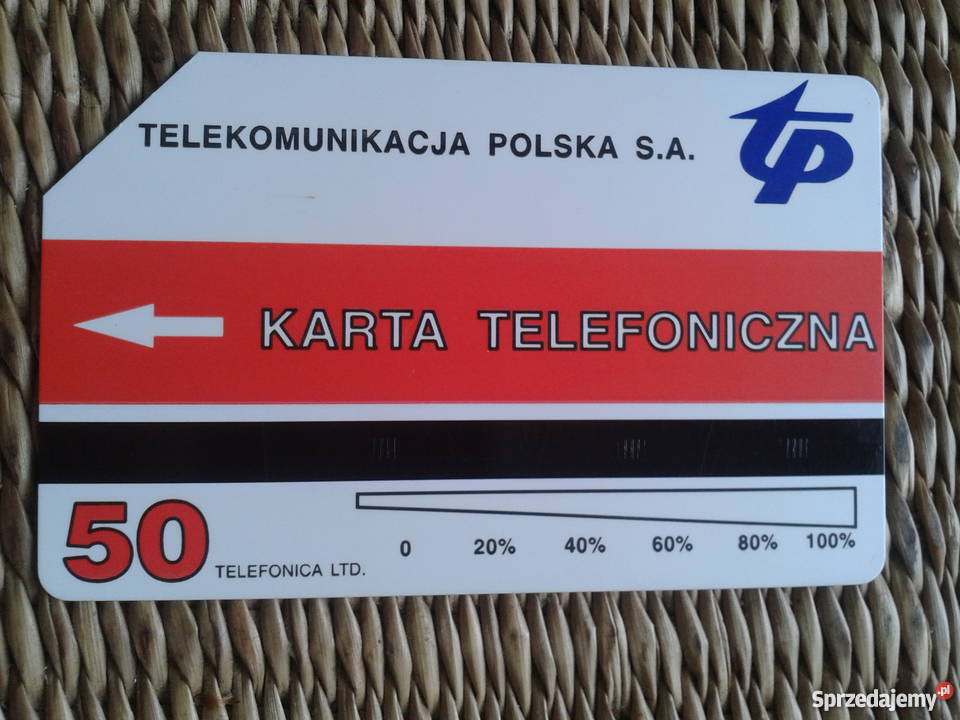 TELEKOMUNIKACJA POLSKA S.A.
tp
KARTA TELEFONICZNA
50 TELEFONICA LTD.
0 20% 40% 60% 80% 100%
Sprzedajemy.pl